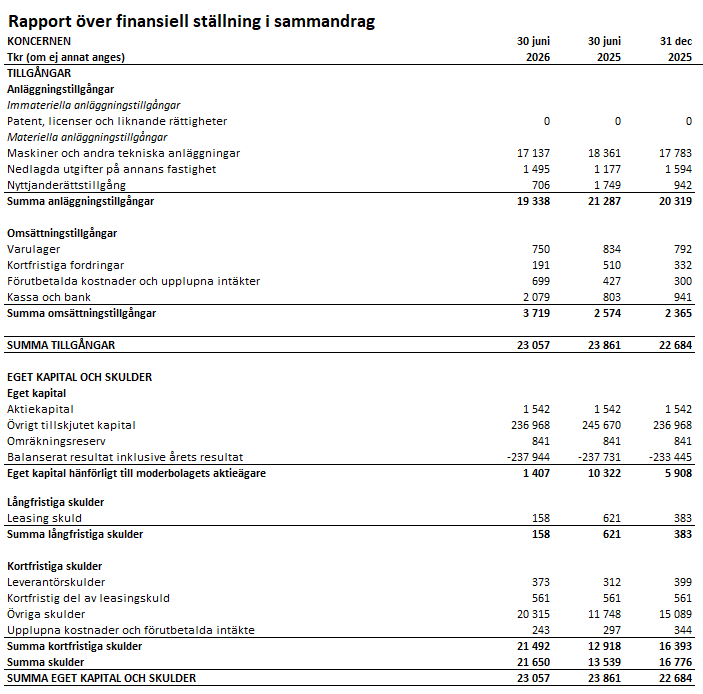 Rapport över finansiell ställning i sammandrag
KONCERNEN 30 juni 30 juni 31 dec
Tkr (om ej annat anges) 2026 2025 2025
TILLGÅNGAR
Anläggningstillgångar
Immateriella anläggningstillgångar
Patent, licenser och liknande rättigheter 0 0 0
Materiella anläggningstillgångar
Maskiner och andra tekniska anläggningar 17 137 18 361 17 783
Nedlagda utgifter på annans fastighet 1 495 1 177 1 594
Nyttjanderättstillgång 706 1 749 942
Summa anläggningstillgångar 19 338 21 287 20 319
Omsättningstillgångar
Varulager 750 834 792
Kortfristiga fordringar 191 510 332
Förutbetalda kostnader och upplupna intäkter 699 427 300
Kassa och bank 2 079 803 941
Summa omsättningstillgångar 3 719 2 574 2 365
SUMMA TILLGÅNGAR 23 057 23 861 22 684
EGET KAPITAL OCH SKULDER
Eget kapital
Aktiekapital 1 542 1 542 1 542
Övrigt tillskjutet kapital 236 968 245 670 236 968
Omräkningsreserv 841 841 841
Balanserat resultat inklusive årets resultat -237 944 -237 731 -233 445
Eget kapital hänförligt till moderbolagets aktieägare 1 407 10 322 5 908
Långfristiga skulder
Leasing skuld 158 621 383
Summa långfristiga skulder 158 621 383
Kortfristiga skulder
Leverantörskulder 373 312 399
Kortfristig del av leasingskuld 561 561 561
Övriga skulder 20 315 11 748 15 089
Upplupna kostnader och förutbetalda intäkte 243 297 344
Summa kortfristiga skulder 21 492 12 918 16 393
Summa skulder 21 650 13 539 16 776
SUMMA EGET KAPITAL OCH SKULDER 23 057 23 861 22 684